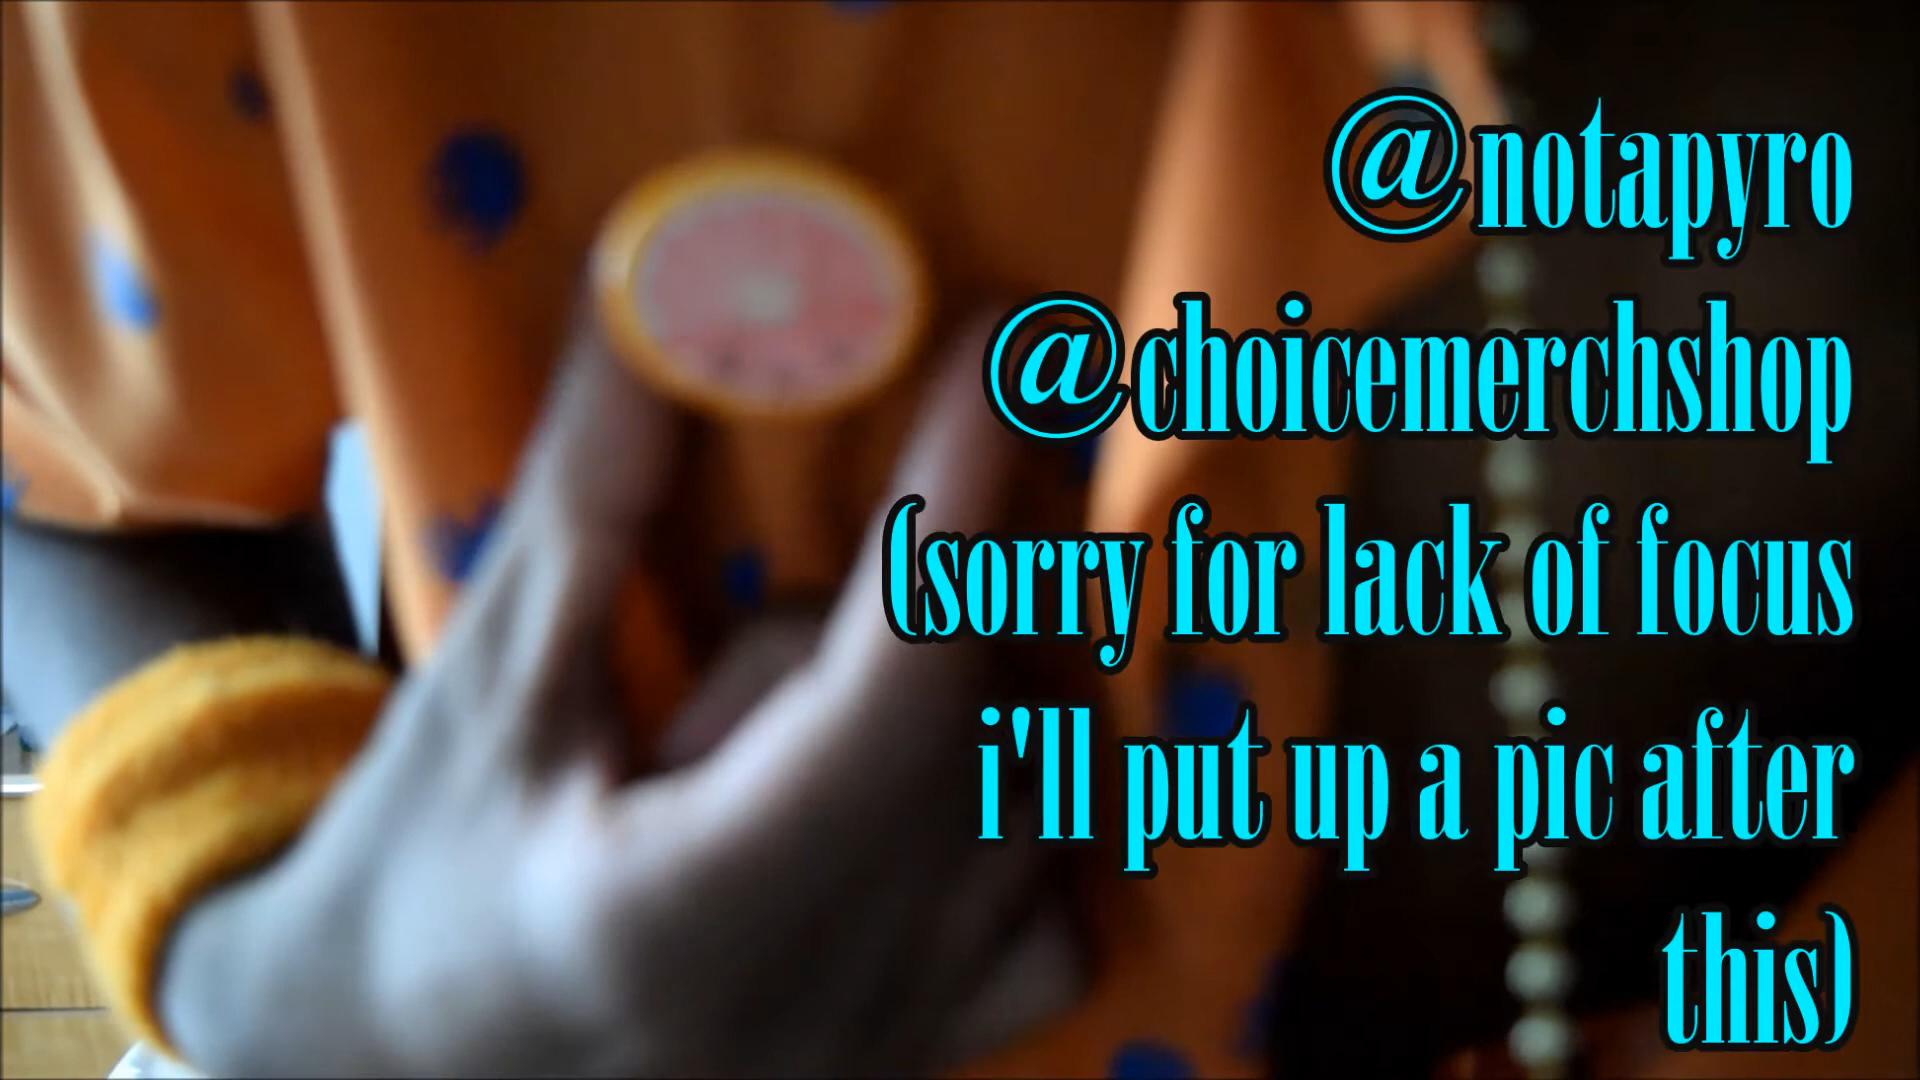 @notapyro
@choicemerchshop
(sorry for lack of focus
i'll put up a pic after
this)